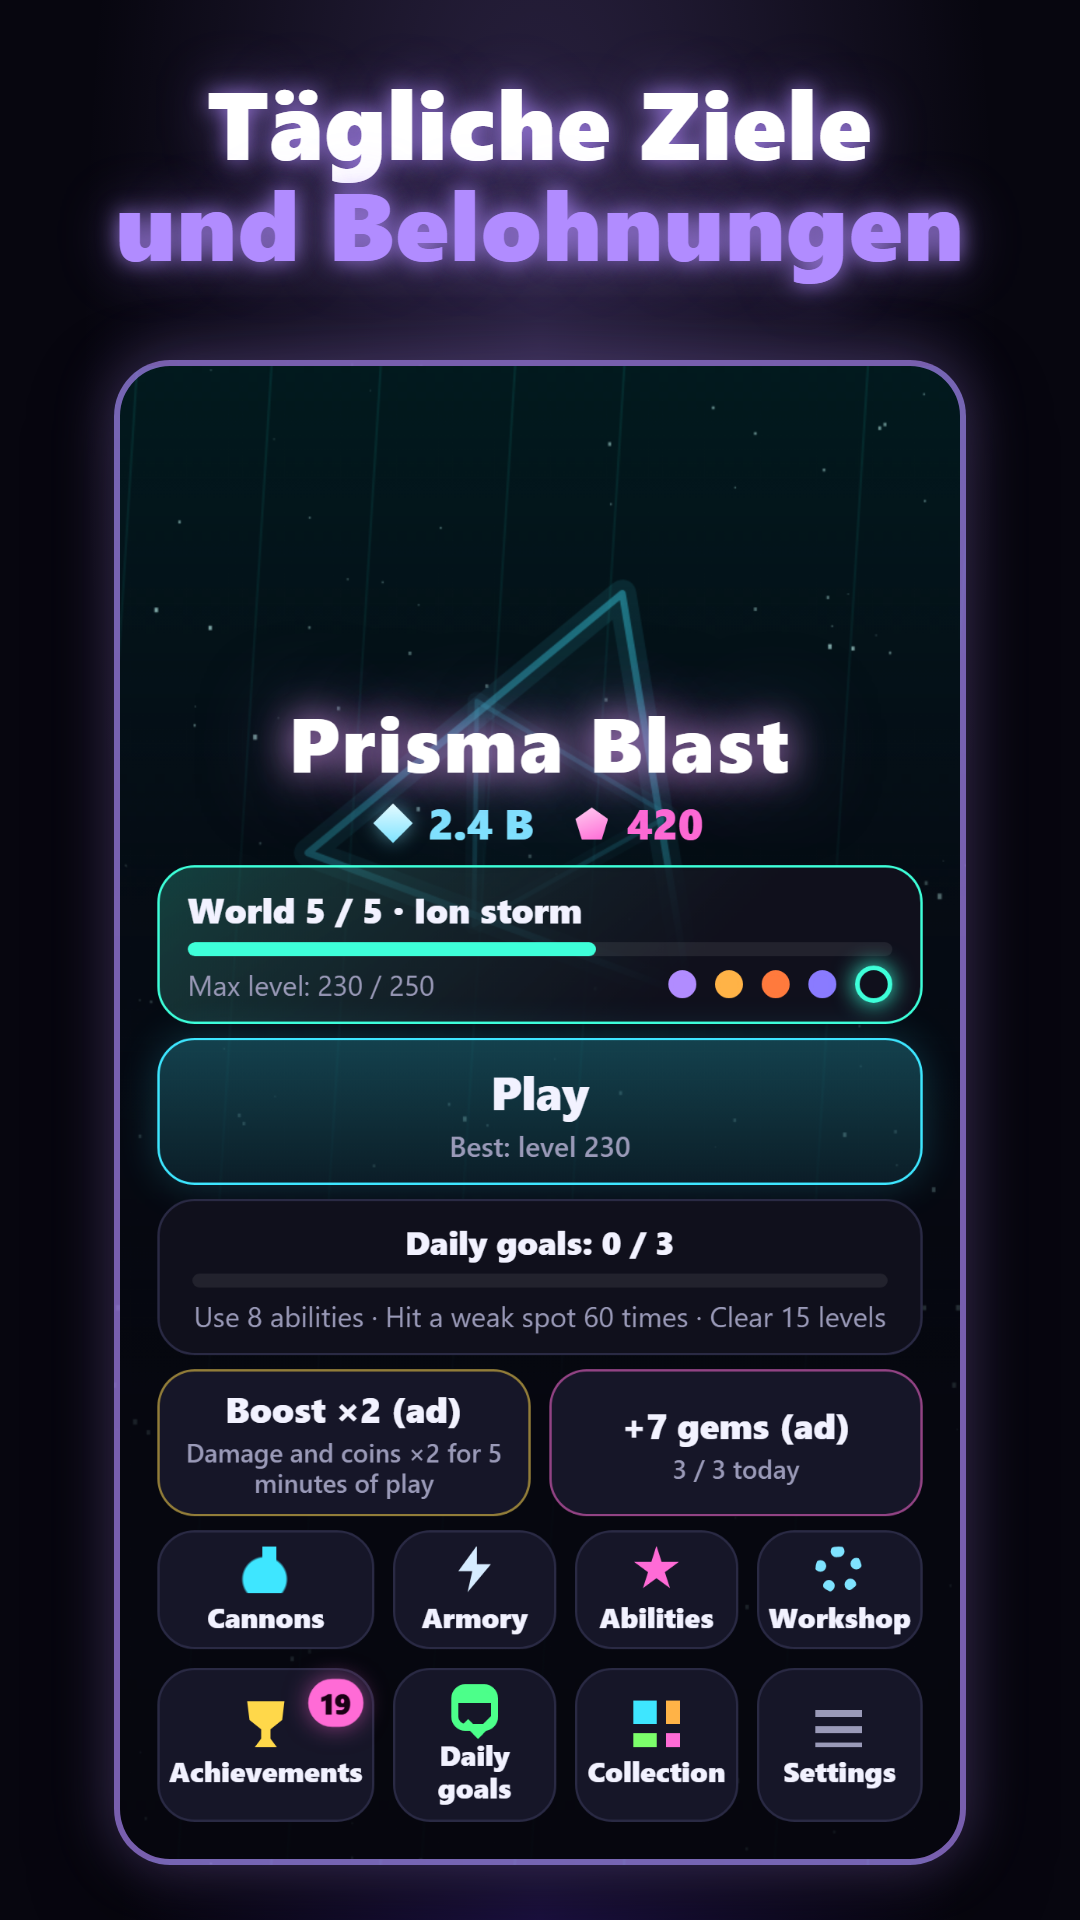 Tägliche Ziele
und Belohnungen
Prisma Blast
2.4 B 420
World 5 / 5 · Ion storm
Max level: 230 / 250
Play
Best: level 230
Daily goals: 0 / 3
Use 8 abilities · Hit a weak spot 60 times · Clear 15 levels
Boost ×2 (ad)
Damage and coins ×2 for 5
minutes of play
+7 gems (ad)
3 / 3 today
Cannons
Armory
Abilities
Workshop
19
Achievements
Daily
goals
Collection
Settings